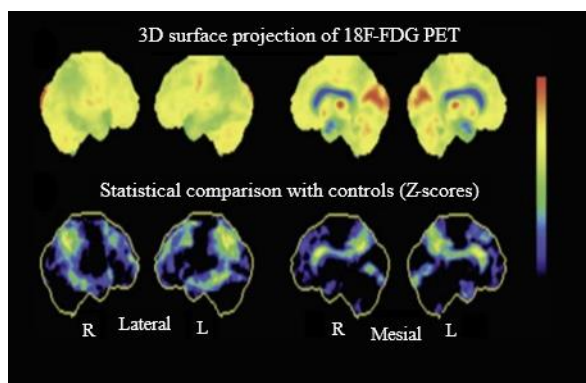 3D surface projection of 18F-FDG PET
Statistical comparison with controls (Z-scores)
R Lateral L R Mesial L